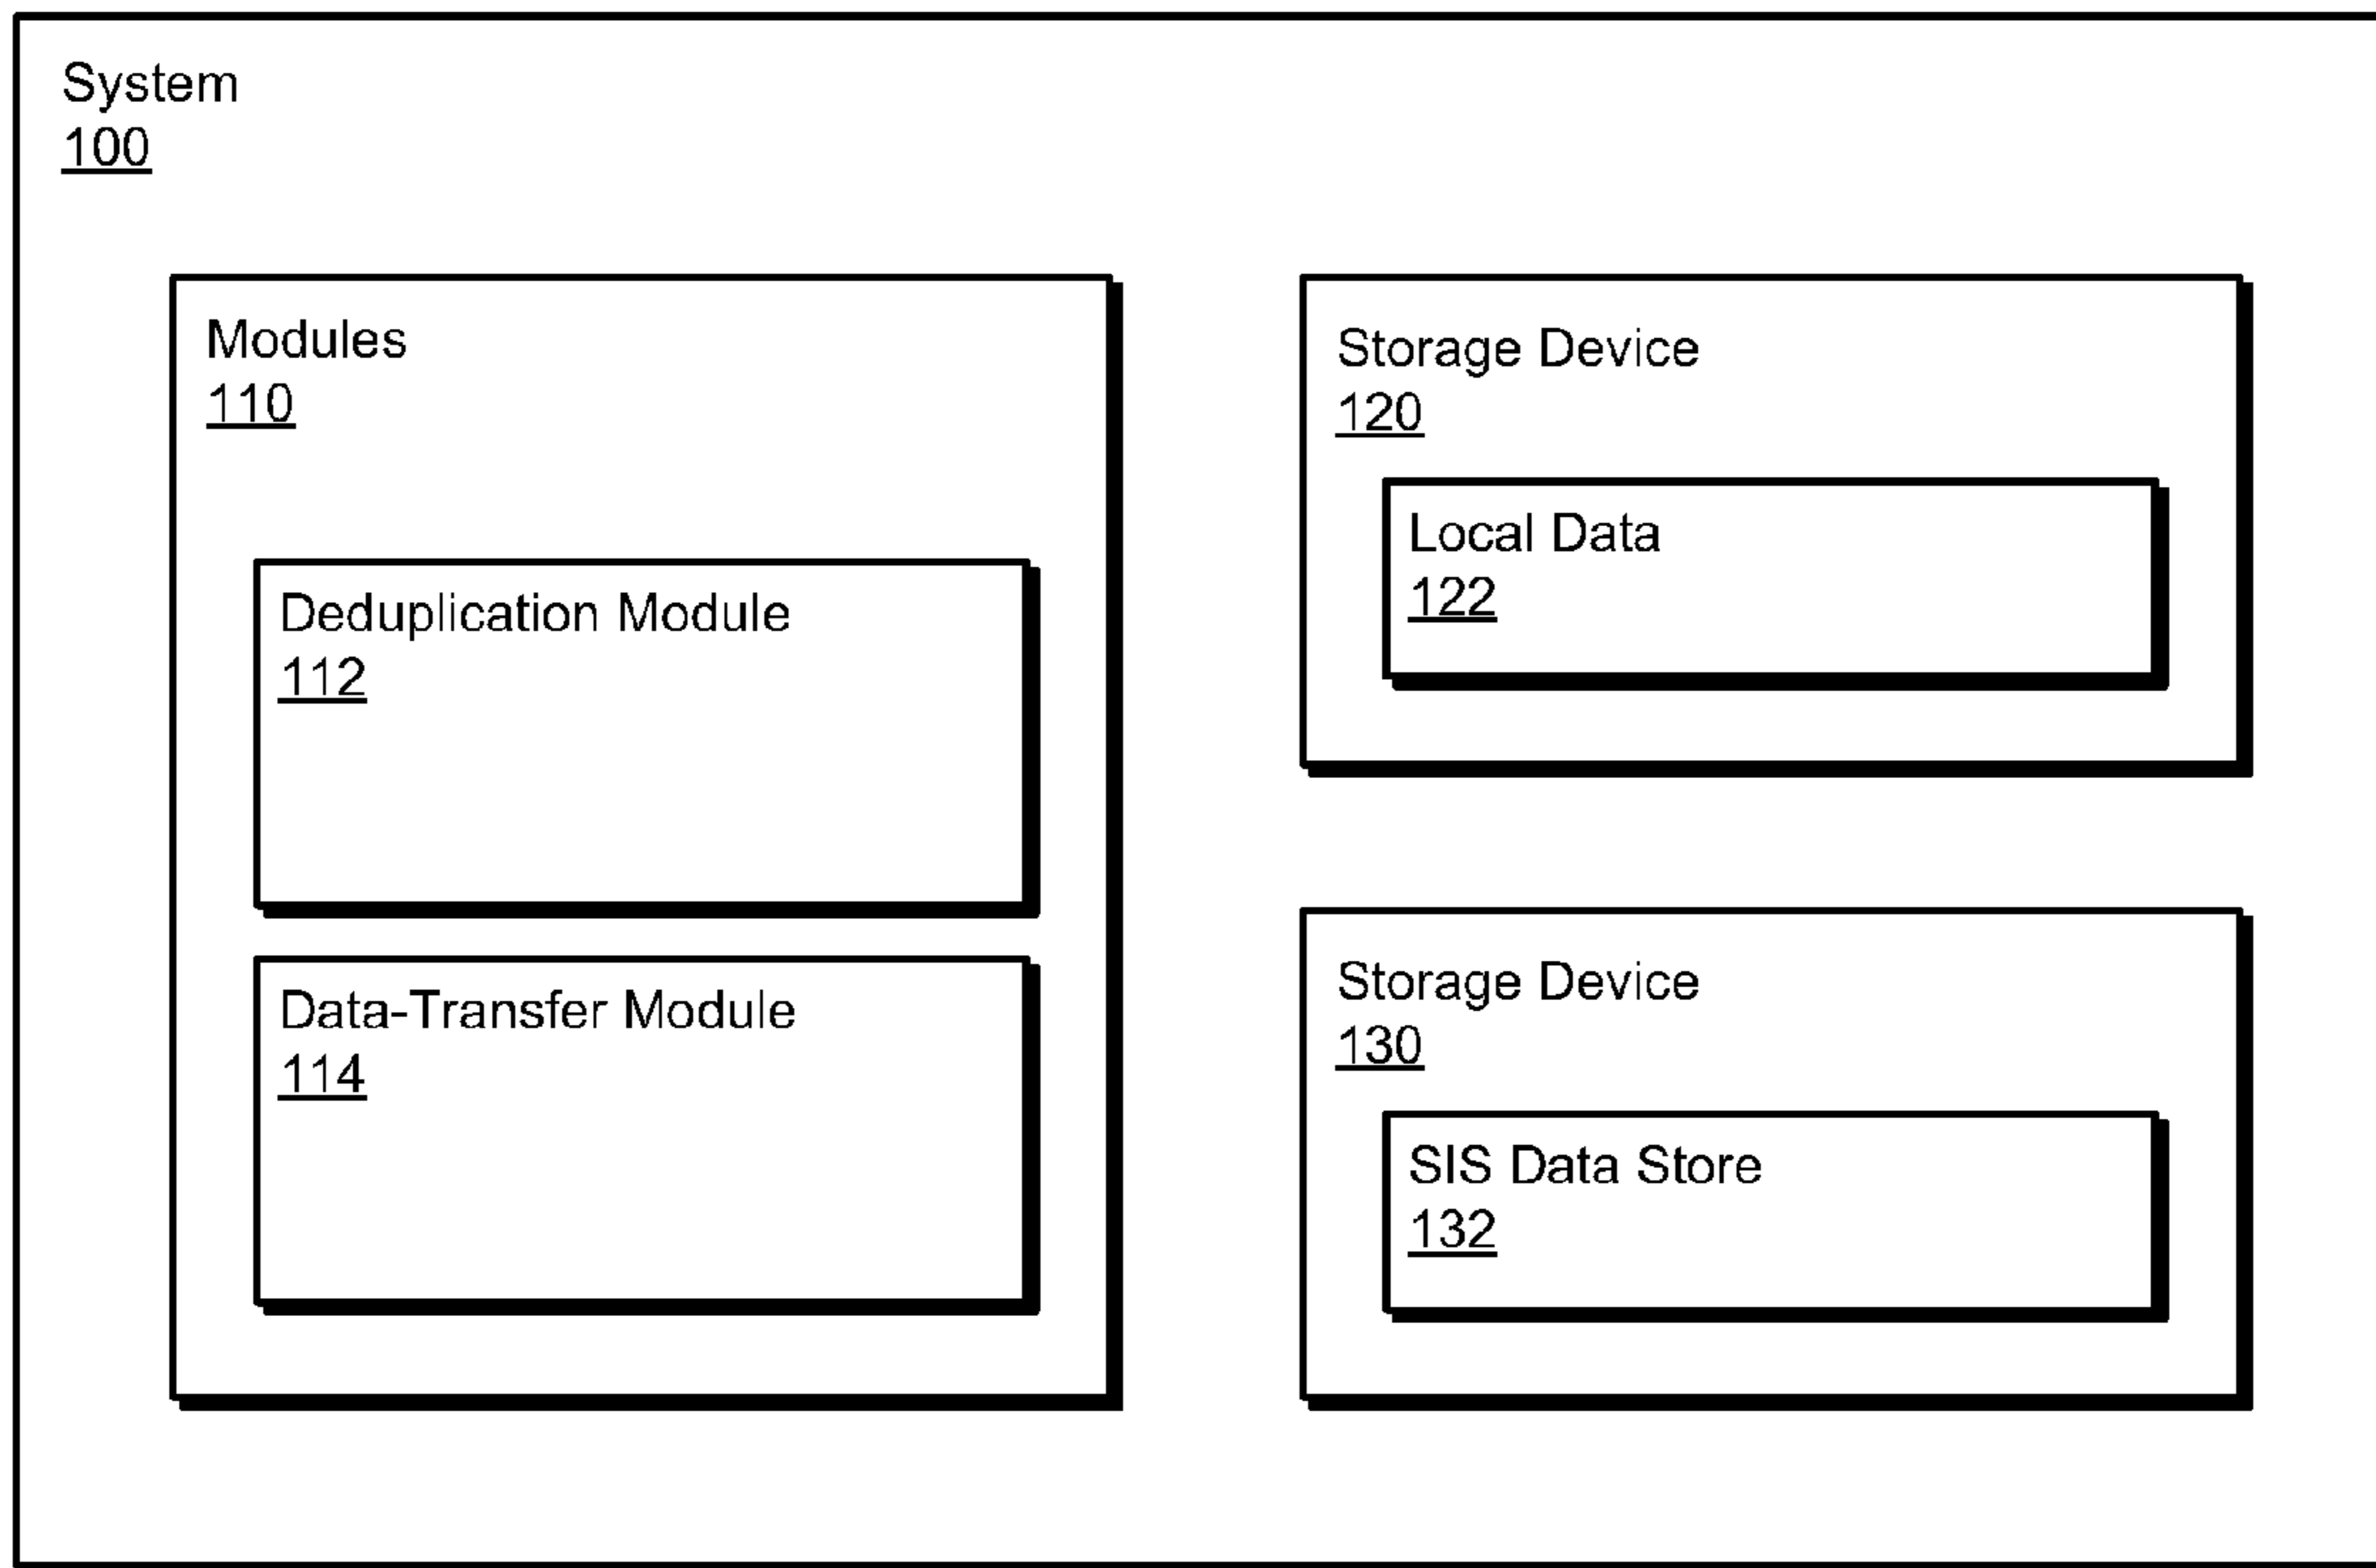 System
100
Modules
110
Deduplication Module
112
Data-Transfer Module
114
Storage Device
120
Local Data
122
Storage Device
130
SIS Data Store
132